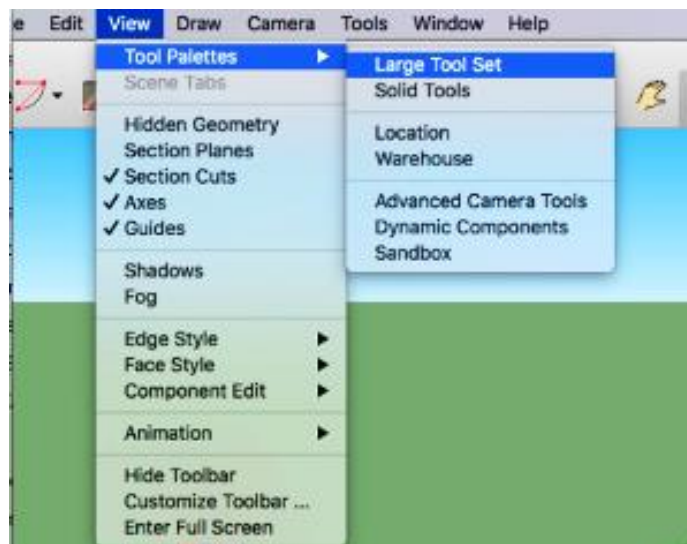 e Edit View Draw Camera Tools Window Help
Tool Palettes
Scene Tabs
Hidden Geometry
Section Planes
✓ Section Cuts
✓ Axes
✓ Guides
Shadows
Fog
Edge Style
Face Style
Component Edit
Animation
Hide Toolbar
Customize Toolbar ...
Enter Full Screen
Large Tool Set
Solid Tools
Location
Warehouse
Advanced Camera Tools
Dynamic Components
Sandbox